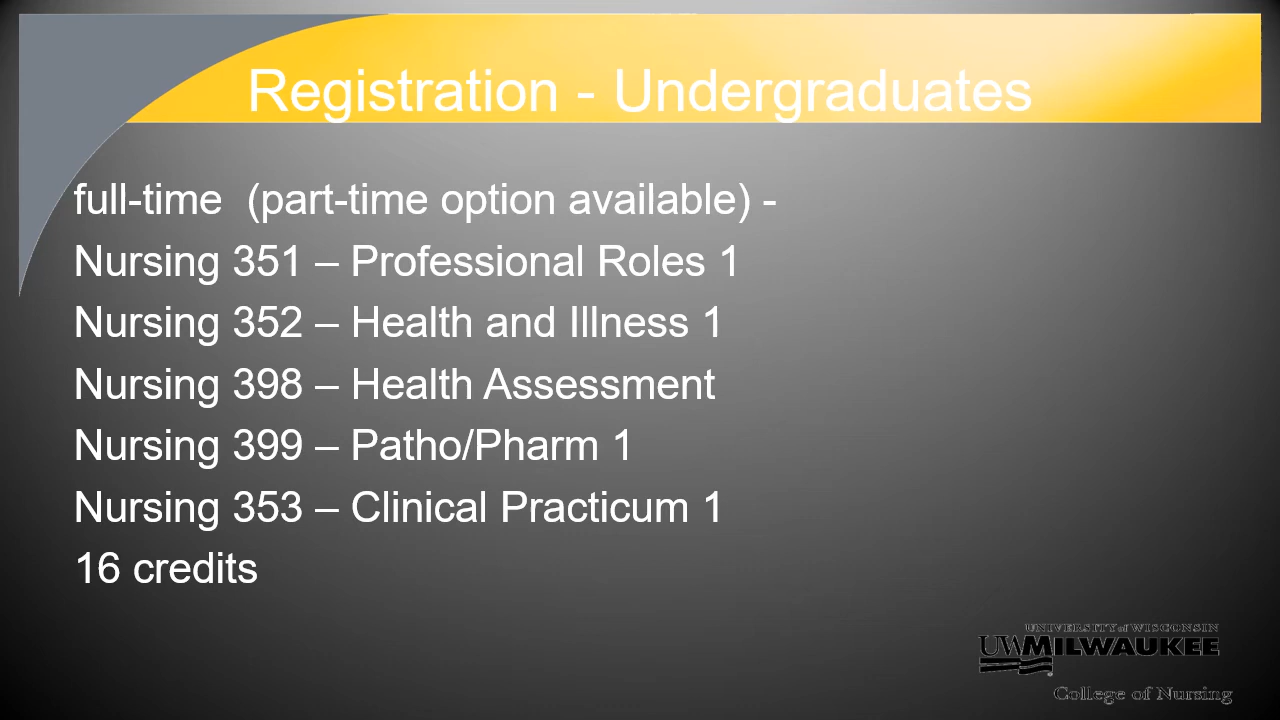 Registration - Undergraduates
full-time  (part-time option available) -
Nursing 351 – Professional Roles 1
Nursing 352 – Health and Illness 1
Nursing 398 – Health Assessment
Nursing 399 – Patho/Pharm 1
Nursing 353 – Clinical Practicum 1
16 credits
UNIVERSITY of WISCONSIN
UWMILWAUKEE
College of Nursing